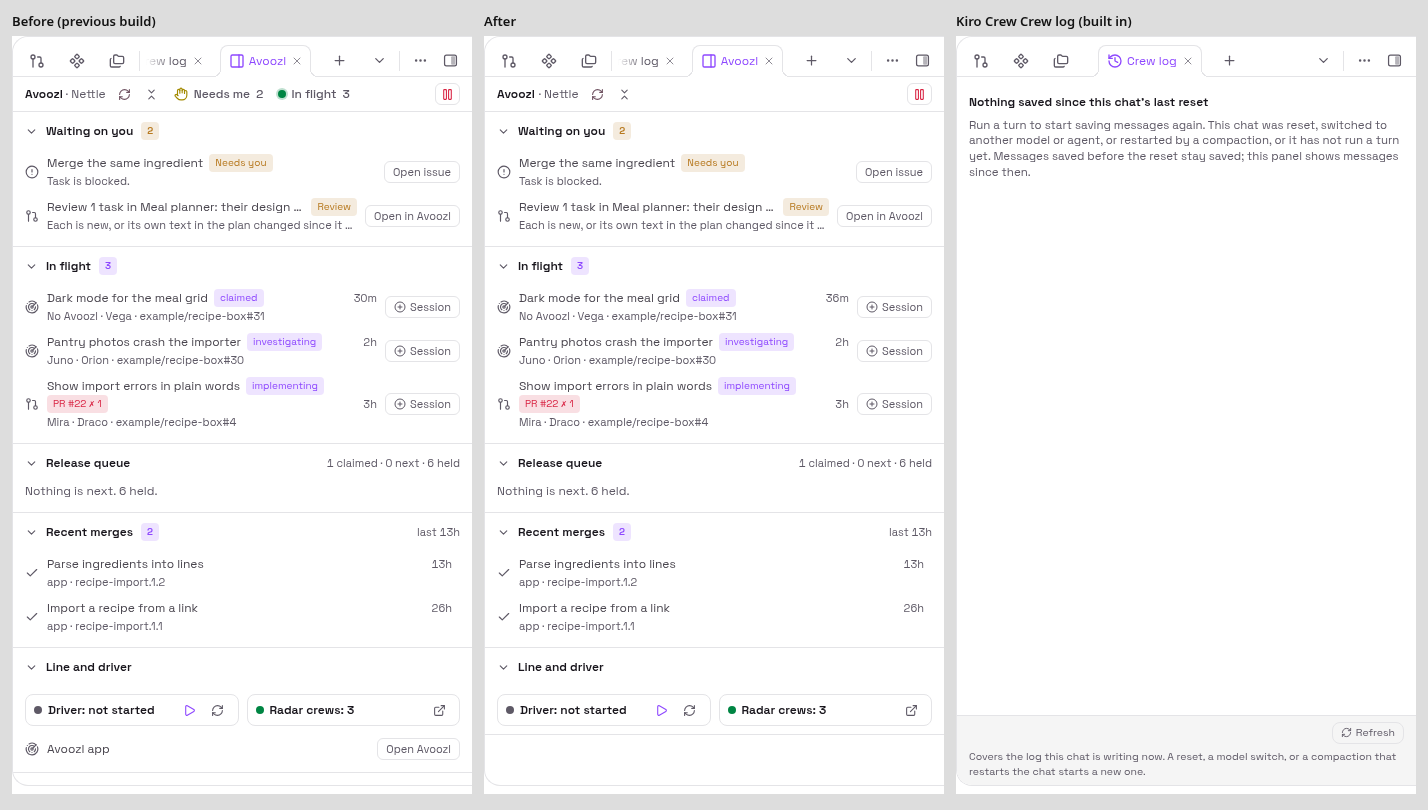 Before (previous build)
ew log
Avoozl
Avoozl · Nettie
Needs me 2
In flight 3
Waiting on you 2
Merge the same ingredient Needs you
Task is blocked.
Open issue
Review 1 task in Meal planner: their design ... Review
Each is new, or its own text in the plan changed since it ...
Open in Avoozl
In flight 3
Dark mode for the meal grid claimed
30m
No Avoozl · Vega · example/recipe-box#31
Session
Pantry photos crash the importer investigating
2h
Juno · Orion · example/recipe-box#30
Session
Show import errors in plain words implementing
PR #22 ✗ 1
3h
Session
Mira · Draco · example/recipe-box#4
Release queue
1 claimed · 0 next · 6 held
Nothing is next. 6 held.
Recent merges 2
last 13h
Parse ingredients into lines
13h
app · recipe-import.1.2
Import a recipe from a link
26h
app · recipe-import.1.1
Line and driver
Driver: not started
Radar crews: 3
Avoozl app
Open Avoozl
After
ew log
Avoozl
Avoozl · Nettie
Waiting on you 2
Merge the same ingredient Needs you
Task is blocked.
Open issue
Review 1 task in Meal planner: their design ... Review
Each is new, or its own text in the plan changed since it ...
Open in Avoozl
In flight 3
Dark mode for the meal grid claimed
36m
No Avoozl · Vega · example/recipe-box#31
Session
Pantry photos crash the importer investigating
2h
Juno · Orion · example/recipe-box#30
Session
Show import errors in plain words implementing
PR #22 ✗ 1
3h
Session
Mira · Draco · example/recipe-box#4
Release queue
1 claimed · 0 next · 6 held
Nothing is next. 6 held.
Recent merges 2
last 13h
Parse ingredients into lines
13h
app · recipe-import.1.2
Import a recipe from a link
26h
app · recipe-import.1.1
Line and driver
Driver: not started
Radar crews: 3
Kiro Crew Crew log (built in)
Crew log
Nothing saved since this chat's last reset
Run a turn to start saving messages again. This chat was reset, switched to
another model or agent, or restarted by a compaction, or it has not run a turn
yet. Messages saved before the reset stay saved; this panel shows messages
since then.
Refresh
Covers the log this chat is writing now. A reset, a model switch, or a compaction that
restarts the chat starts a new one.